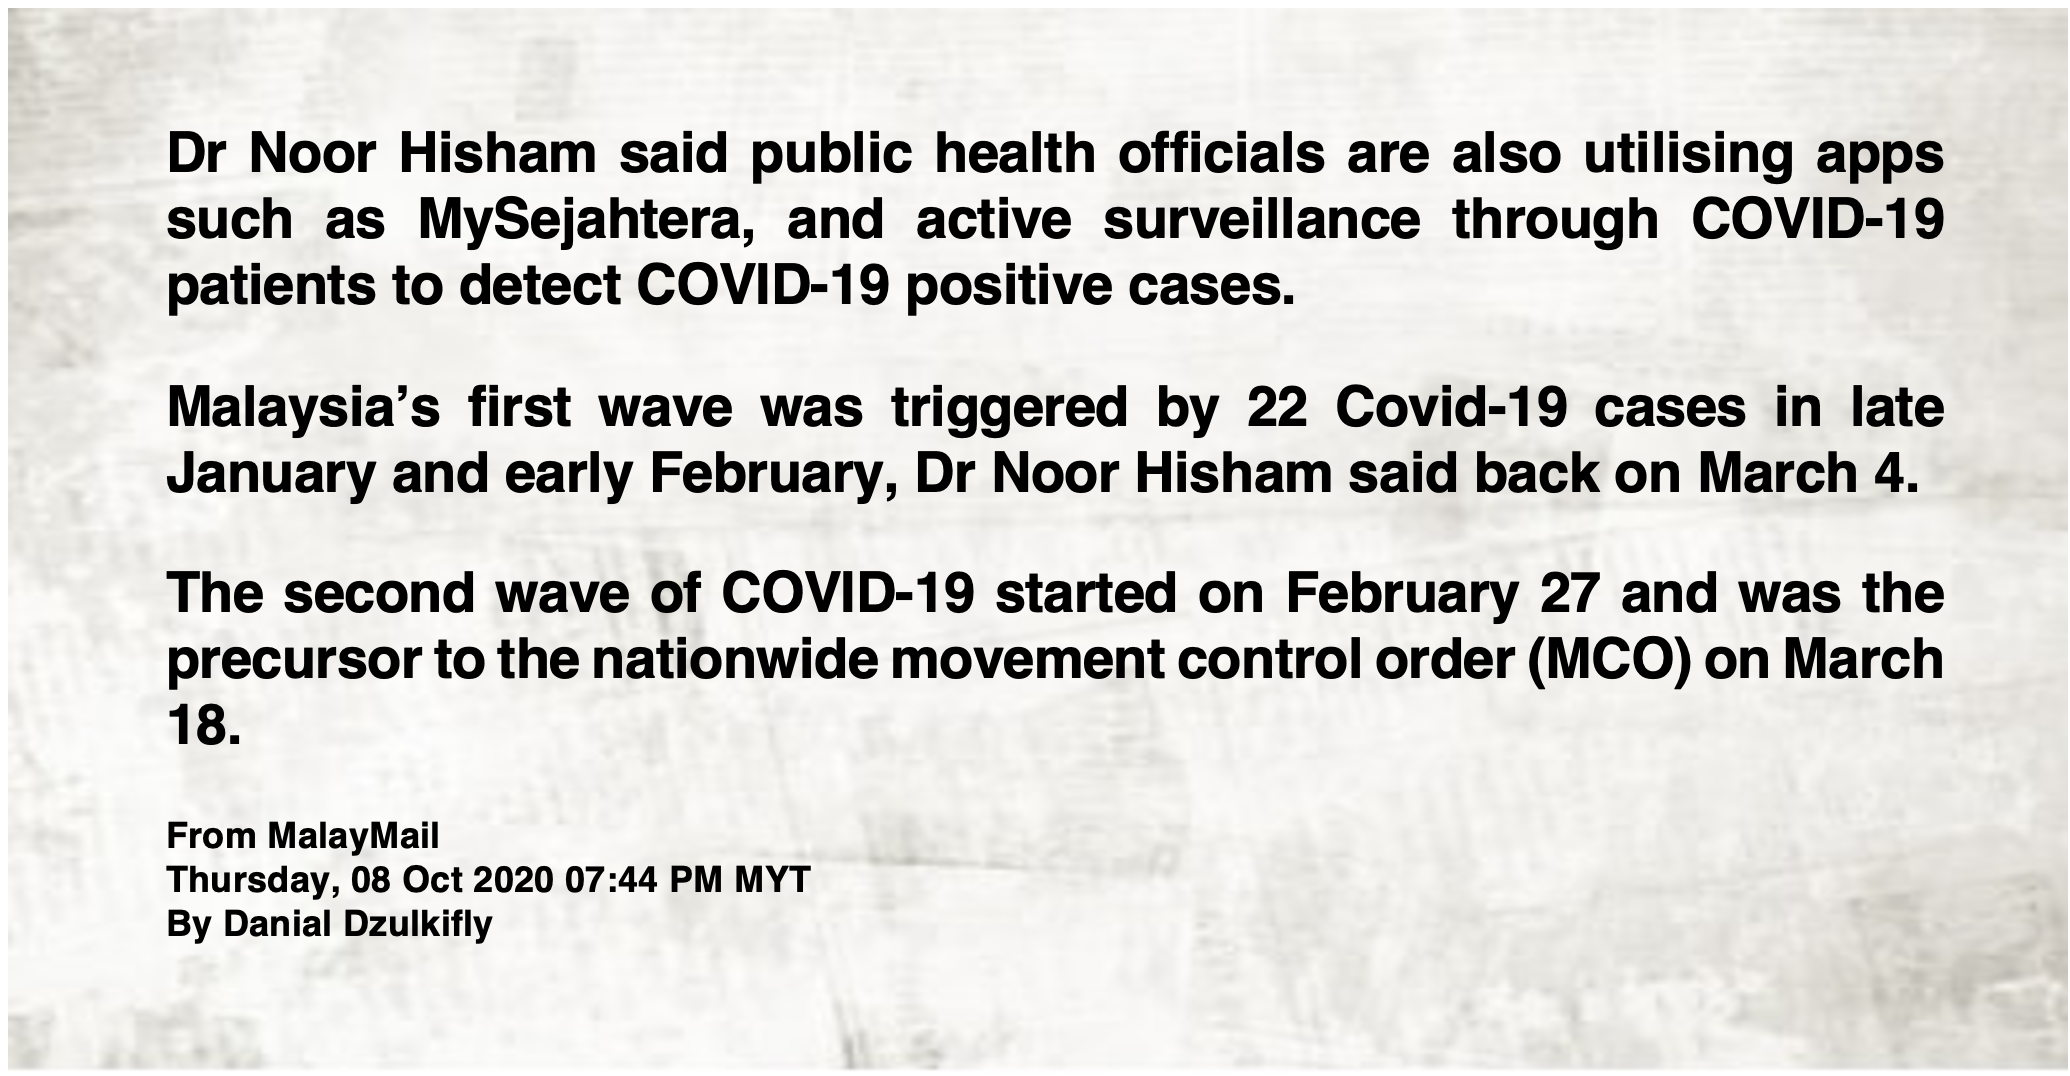 Dr Noor Hisham said public health officials are also utilising apps
such as MySejahtera, and active surveillance through COVID-19
patients to detect COVID-19 positive cases.
Malaysia’s first wave was triggered by 22 Covid-19 cases in late
January and early February, Dr Noor Hisham said back on March 4.
The second wave of COVID-19 started on February 27 and was the
precursor to the nationwide movement control order (MCO) on March
18.
From MalayMail
Thursday, 08 Oct 2020 07:44 PM MYT
By Danial Dzulkifly